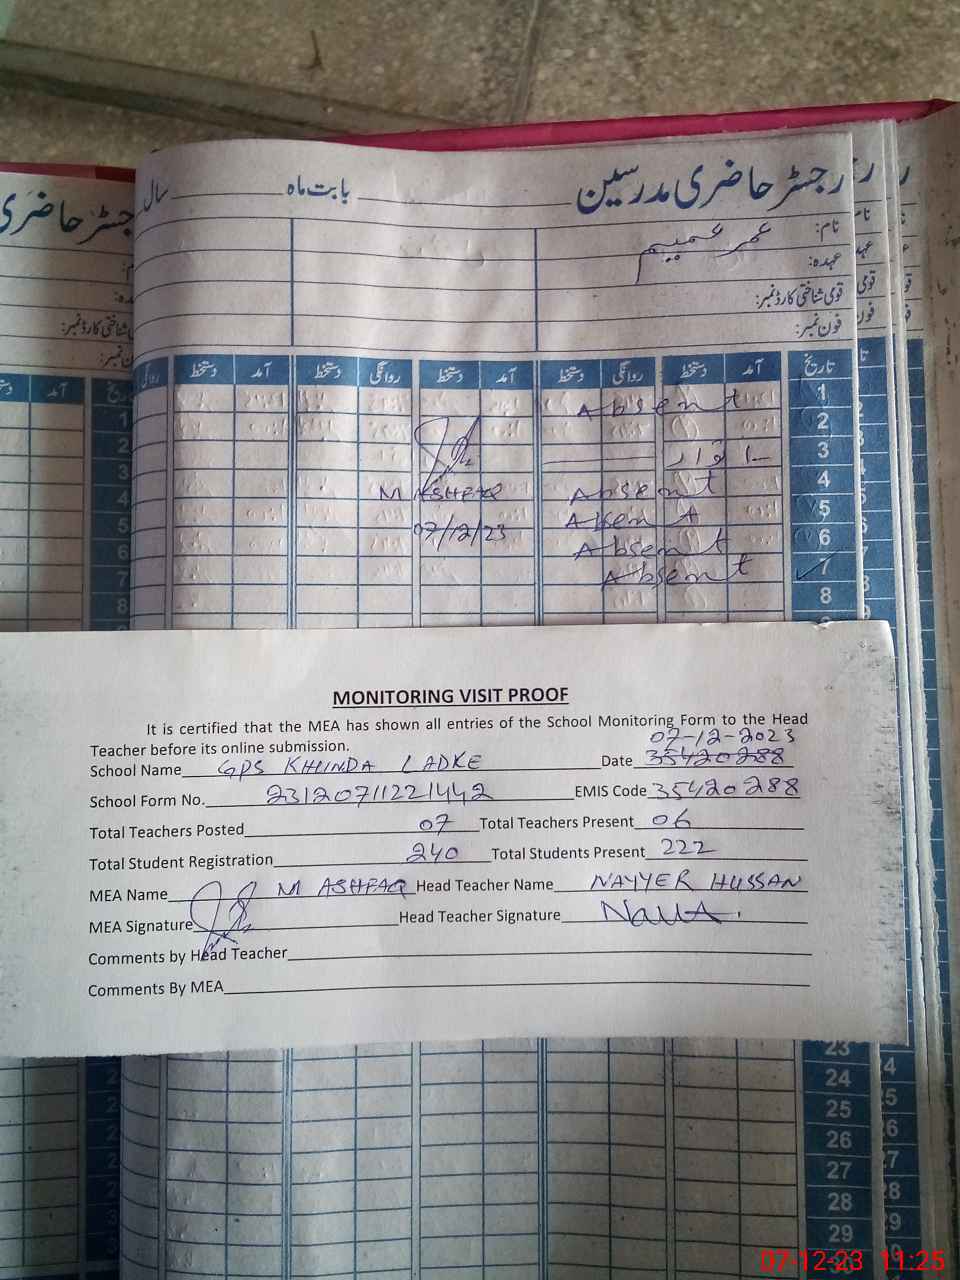 رجسٹر حاضری مدرسین بابت ماہ سال
نام: عمر عمیم
عہدہ:
قومی شناختی کارڈ نمبر:
فون نمبر:
تاریخ آمد دستخط روانگی دستخط آمد دستخط روانگی دستخط آمد دستخط روانگی
1 Absent
2
3 اتوار
4 Absent M ASHFAQ
5 Absent 07/12/23
6 Absent
7 Absent
8
MONITORING VISIT PROOF
It is certified that the MEA has shown all entries of the School Monitoring Form to the Head
Teacher before its online submission. 07-12-2023
School Name GPS KHUNDA LADKE Date 35420288
School Form No. 23120711221442 EMIS Code 35420288
Total Teachers Posted 07 Total Teachers Present 06
Total Student Registration 240 Total Students Present 222
MEA Name M ASHFAQ Head Teacher Name NAYYER HUSSAN
MEA Signature Head Teacher Signature
Comments by Head Teacher
Comments By MEA
23
24
25
26
27
28
29
07-12-23 11:25